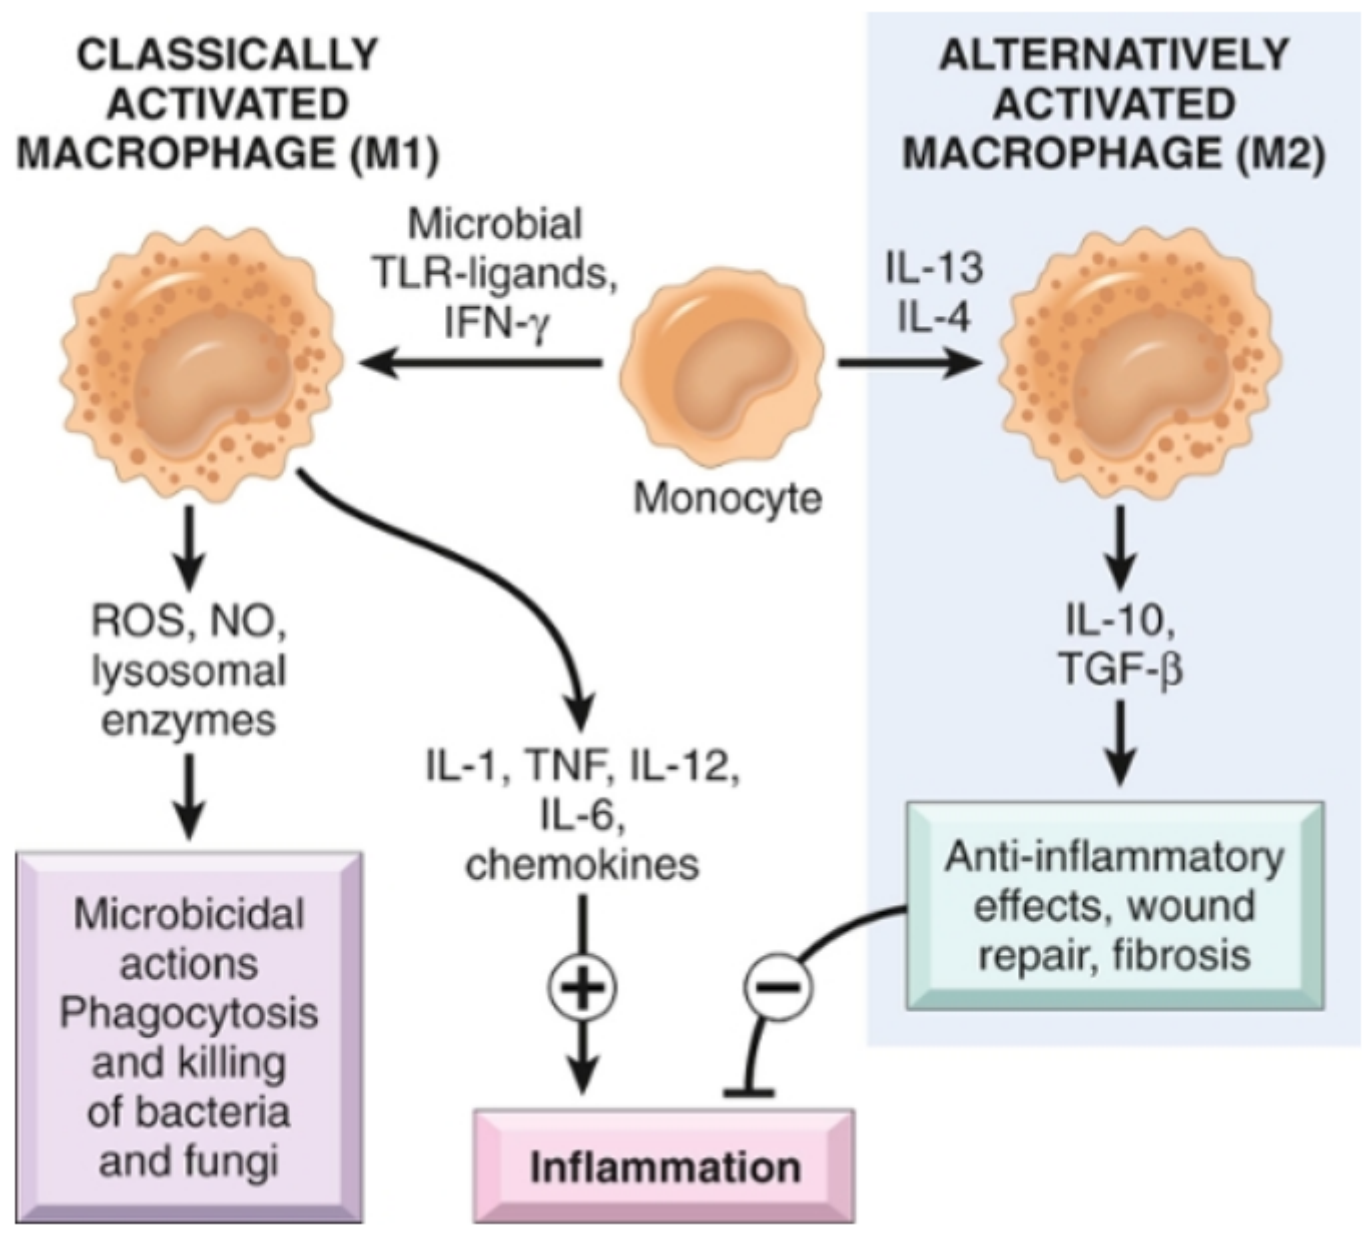 CLASSICALLY
ACTIVATED
MACROPHAGE (M1)
ALTERNATIVELY
ACTIVATED
MACROPHAGE (M2)
Microbial
TLR-ligands,
IFN-γ
IL-13
IL-4
Monocyte
ROS, NO,
lysosomal
enzymes
IL-1, TNF, IL-12,
IL-6,
chemokines
IL-10,
TGF-β
Microbicidal
actions
Phagocytosis
and killing
of bacteria
and fungi
Anti-inflammatory
effects, wound
repair, fibrosis
+
−
Inflammation